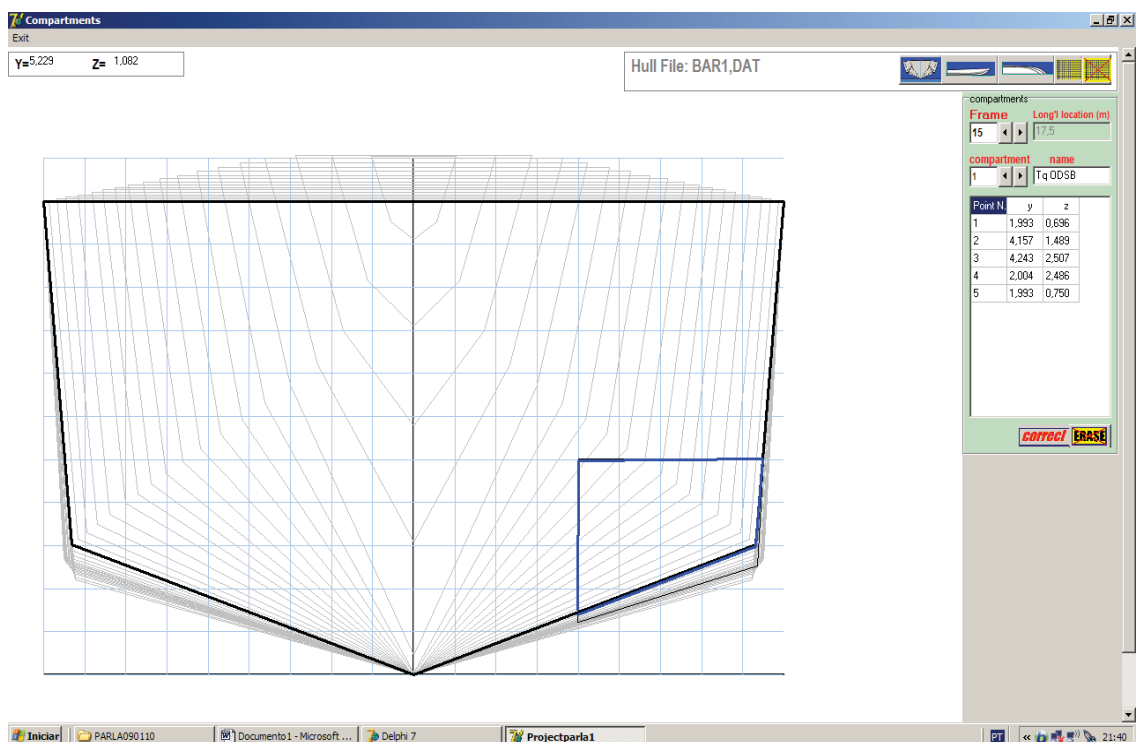 Compartments
Exit
Y=5,229 Z= 1,082
Hull File: BAR1,DAT
compartments
Frame Long'l location (m)
15 17,5
compartment name
1 Tq ODSB
Point N. y z
1 1,993 0,696
2 4,157 1,489
3 4,243 2,507
4 2,004 2,486
5 1,993 0,750
correct ERASE
Iniciar PARLA090110 Documento1 - Microsoft ... Delphi 7 Projectparla1 PT « 21:40